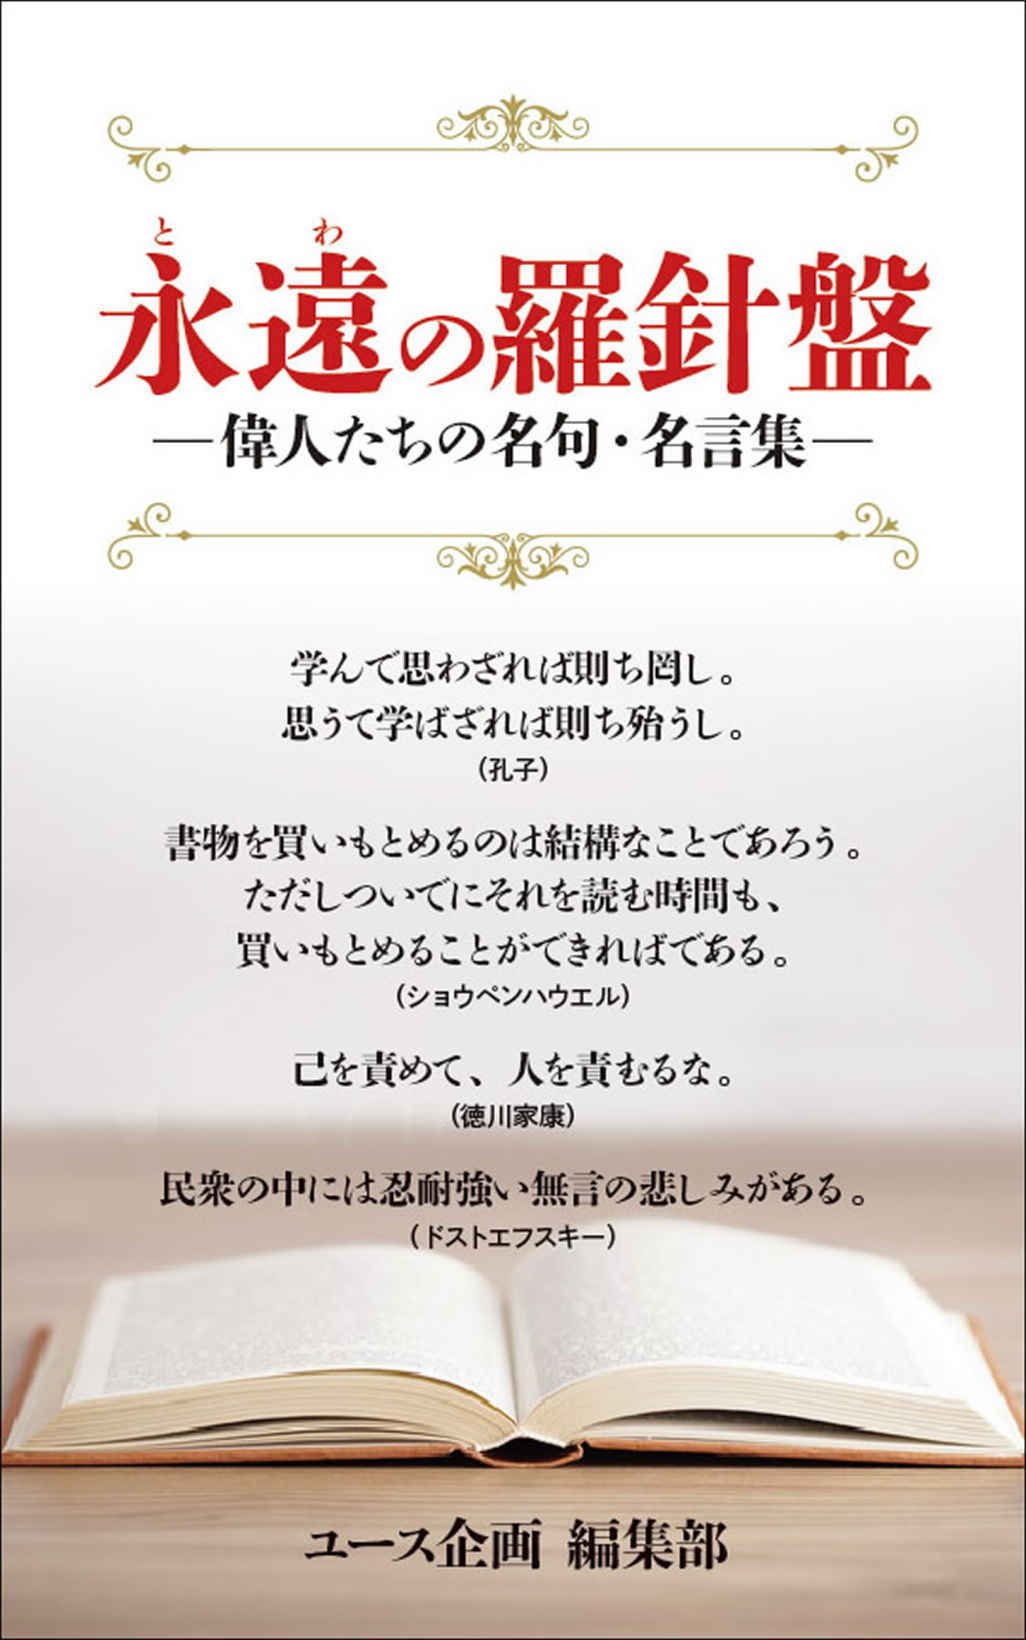 とわ
永遠の羅針盤
―偉人たちの名句・名言集―
学んで思わざれば則ち罔し。
思うて学ばざれば則ち殆うし。
(孔子)
書物を買いもとめるのは結構なことであろう。
ただしついでにそれを読む時間も、
買いもとめることができればである。
(ショウペンハウエル)
己を責めて、人を責むるな。
(徳川家康)
民衆の中には忍耐強い無言の悲しみがある。
(ドストエフスキー)
ユース企画 編集部